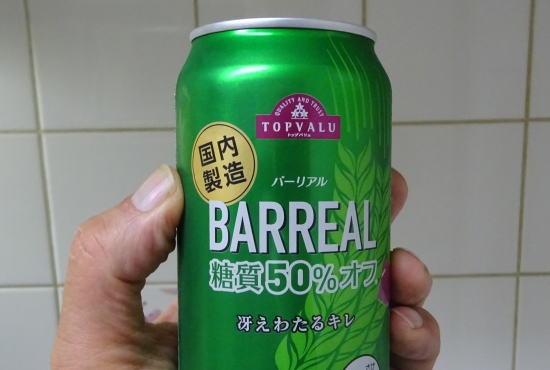 QUALITY AND TRUST
TOPVALU
トップバリュ
国内
製造
バーリアル
BARREAL
糖質50%オフ
冴えわたるキレ